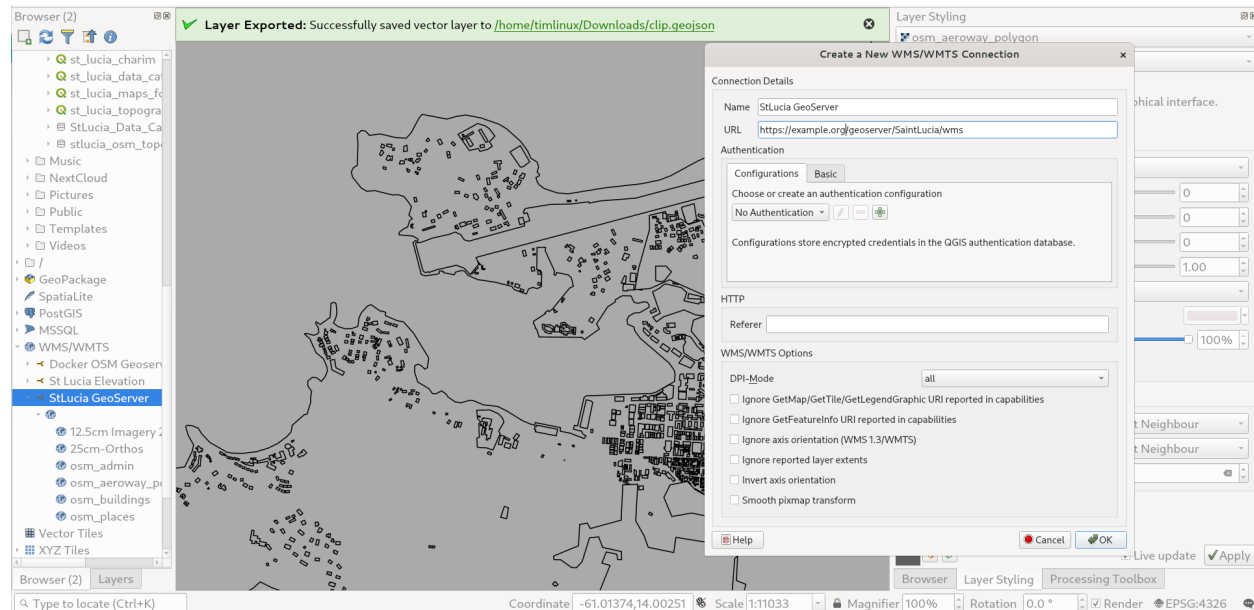 Browser (2)
st_lucia_charim
st_lucia_data_ca
st_lucia_maps_fo
st_lucia_topogra
StLucia_Data_Ca
stlucia_osm_topo
Music
NextCloud
Pictures
Public
Templates
Videos
/
GeoPackage
SpatiaLite
PostGIS
MSSQL
WMS/WMTS
Docker OSM Geoserv
St Lucia Elevation
StLucia GeoServer
12.5cm Imagery 2
25cm-Orthos
osm_admin
osm_aeroway_po
osm_buildings
osm_places
Vector Tiles
XYZ Tiles
Browser (2) Layers
Layer Exported: Successfully saved vector layer to /home/timlinux/Downloads/clip.geojson
Create a New WMS/WMTS Connection
Connection Details
Name StLucia GeoServer
URL https://example.org/geoserver/SaintLucia/wms
Authentication
Configurations Basic
Choose or create an authentication configuration
No Authentication
Configurations store encrypted credentials in the QGIS authentication database.
HTTP
Referer
WMS/WMTS Options
DPI-Mode all
Ignore GetMap/GetTile/GetLegendGraphic URI reported in capabilities
Ignore GetFeatureInfo URI reported in capabilities
Ignore axis orientation (WMS 1.3/WMTS)
Ignore reported layer extents
Invert axis orientation
Smooth pixmap transform
Help Cancel OK
Layer Styling
osm_aeroway_polygon
phical interface.
0
0
0
1.00
100%
t Neighbour
t Neighbour
Live update Apply
Browser Layer Styling Processing Toolbox
Type to locate (Ctrl+K) Coordinate -61.01374,14.00251 Scale 1:11033 Magnifier 100% Rotation 0.0 ° Render EPSG:4326